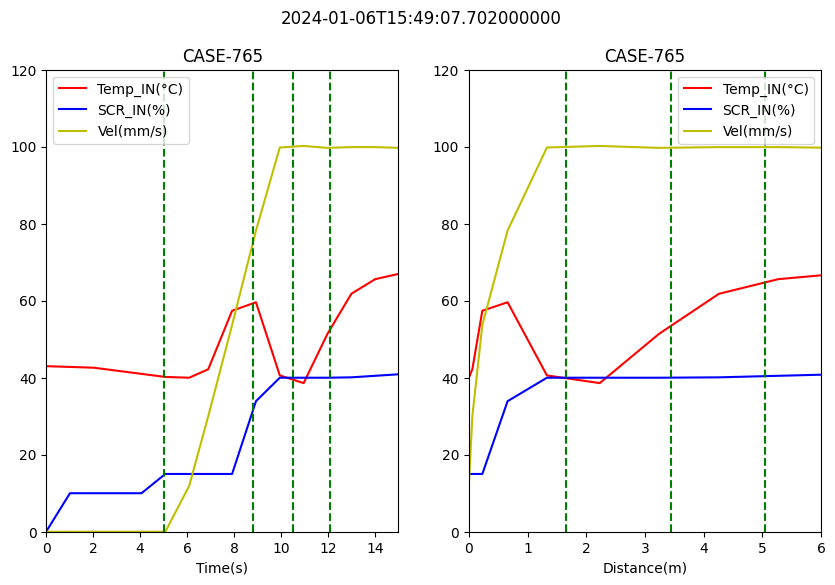 2024-01-06T15:49:07.702000000
CASE-765
CASE-765
120
100
80
60
40
20
0
Temp_IN(°C)
SCR_IN(%)
Vel(mm/s)
0 2 4 6 8 10 12 14
Time(s)
120
100
80
60
40
20
0
Temp_IN(°C)
SCR_IN(%)
Vel(mm/s)
0 1 2 3 4 5 6
Distance(m)